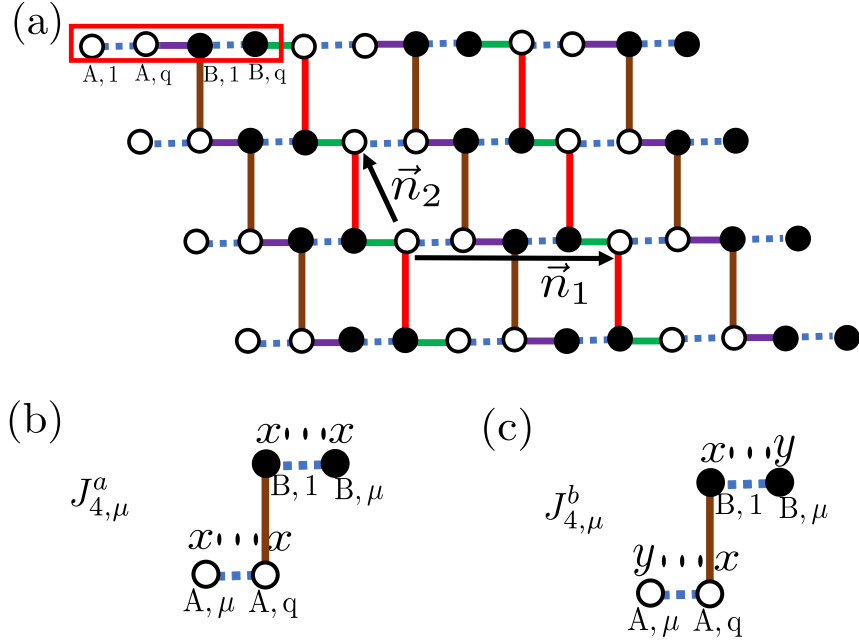 (a)
A, 1 A, q B, 1 B, q
n⃗₂
n⃗₁
(b)
x x
J^a_{4,μ}
B, 1 B, μ
x x
A, μ A, q
(c)
x y
J^b_{4,μ}
B, 1 B, μ
y x
A, μ A, q